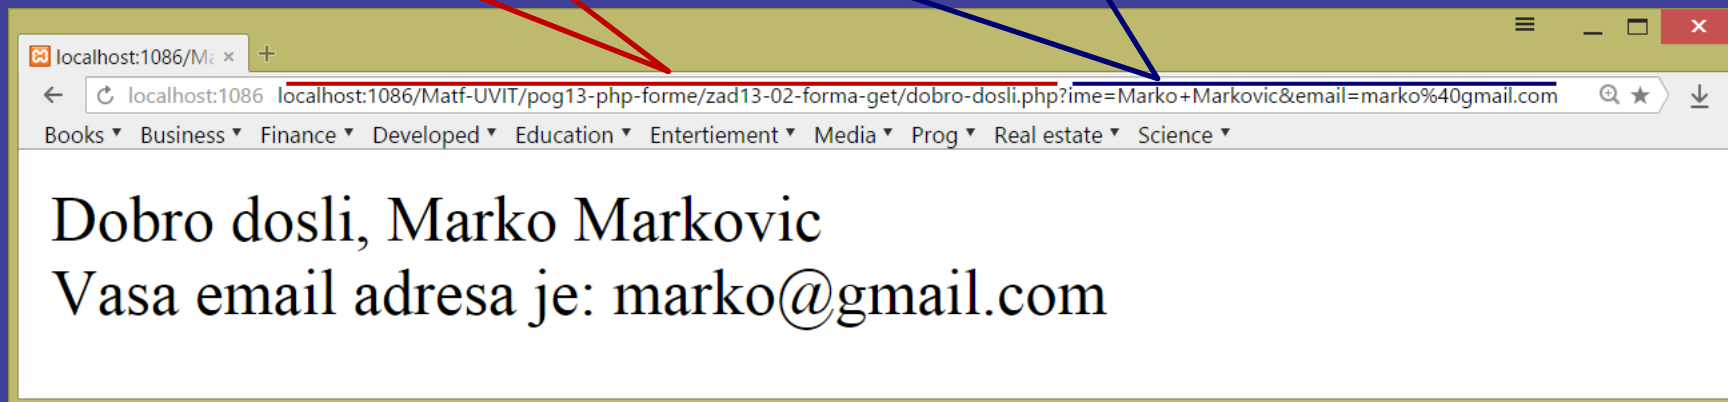 localhost:1086/Ma
localhost:1086 localhost:1086/Matf-UVIT/pog13-php-forme/zad13-02-forma-get/dobro-dosli.php?ime=Marko+Markovic&email=marko%40gmail.com
Books Business Finance Developed Education Entertiement Media Prog Real estate Science
Dobro dosli, Marko Markovic
Vasa email adresa je: marko@gmail.com